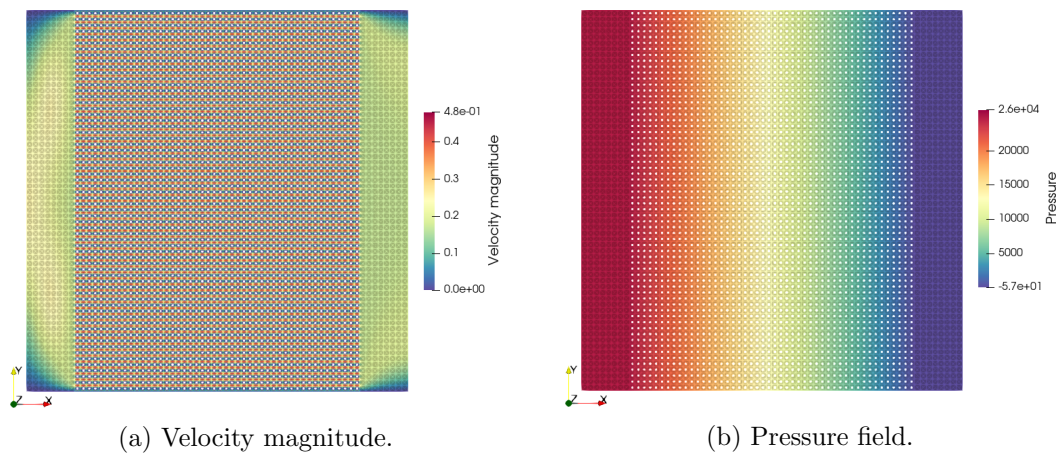 4.8e-01
0.4
0.3
0.2
0.1
0.0e+00
Velocity magnitude
Y
Z
X
(a) Velocity magnitude.
2.6e+04
20000
15000
10000
5000
-5.7e+01
Pressure
Y
Z
X
(b) Pressure field.